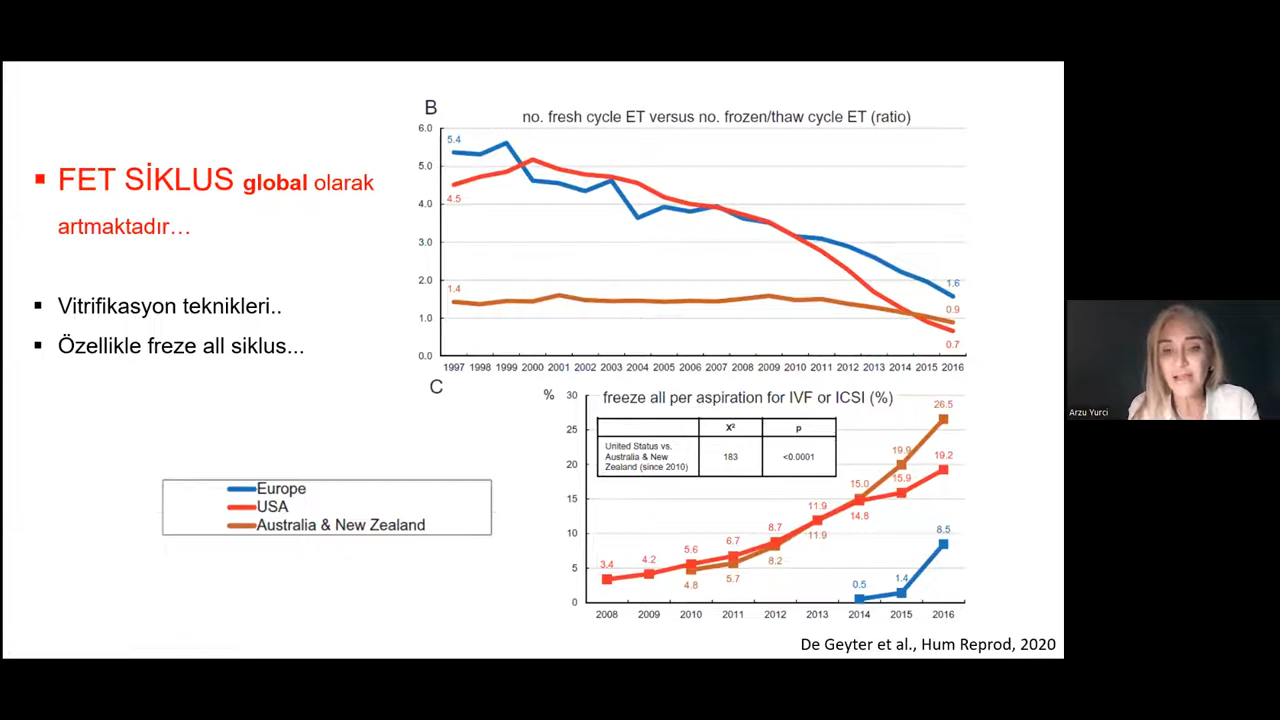 ▪ FET SİKLUS global olarak
artmaktadır…
▪ Vitrifikasyon teknikleri..
▪ Özellikle freze all siklus...
Europe
USA
Australia & New Zealand
B
no. fresh cycle ET versus no. frozen/thaw cycle ET (ratio)
6.0
5.0
4.0
3.0
2.0
1.0
0.0
5.4
4.5
1.4
1.6
0.9
0.7
1997 1998 1999 2000 2001 2002 2003 2004 2005 2006 2007 2008 2009 2010 2011 2012 2013 2014 2015 2016
C
% freeze all per aspiration for IVF or ICSI (%)
30
25
20
15
10
5
0
X² p
United Status vs.
Australia & New
Zealand (since 2010)
183 <0.0001
3.4 4.2 5.6 6.7 8.7 11.9 14.8 15.9 19.2
4.8 5.7 8.2 11.9 15.0 19.9 26.5
0.5 1.4 8.5
2008 2009 2010 2011 2012 2013 2014 2015 2016
De Geyter et al., Hum Reprod, 2020
Arzu Yurci